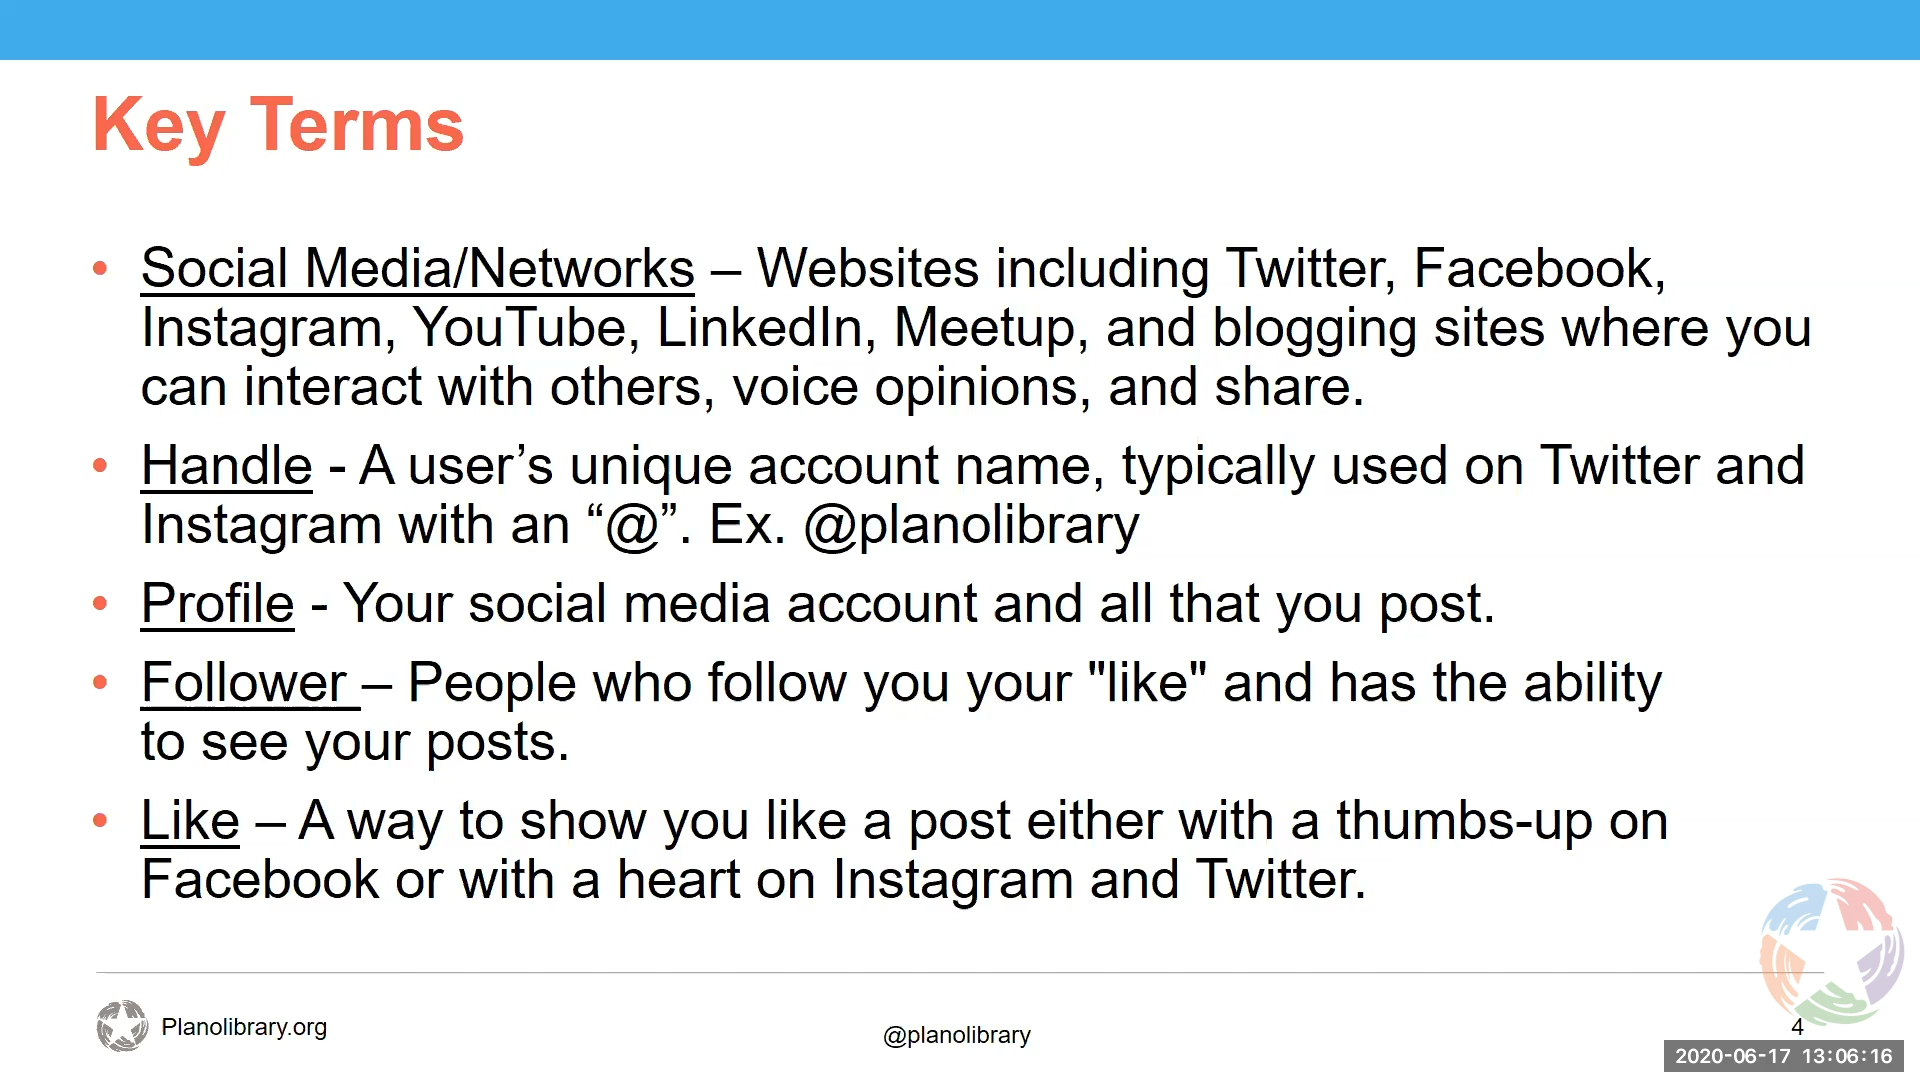 Key Terms
• Social Media/Networks – Websites including Twitter, Facebook,
Instagram, YouTube, LinkedIn, Meetup, and blogging sites where you
can interact with others, voice opinions, and share.
• Handle - A user’s unique account name, typically used on Twitter and
Instagram with an “@”. Ex. @planolibrary
• Profile - Your social media account and all that you post.
• Follower – People who follow you your "like" and has the ability
to see your posts.
• Like – A way to show you like a post either with a thumbs-up on
Facebook or with a heart on Instagram and Twitter.
Planolibrary.org
@planolibrary
4
2020-06-17 13:06:16